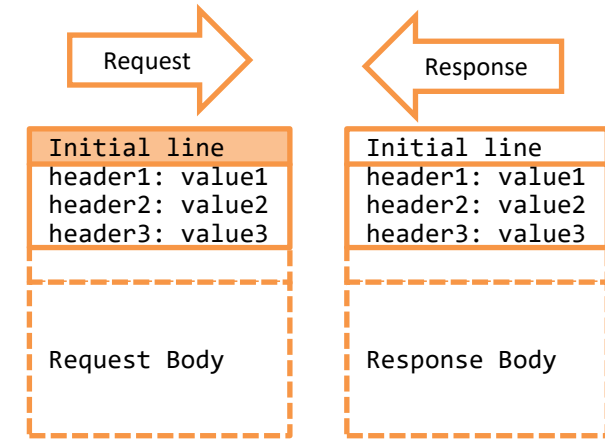 Request
Initial line
header1: value1
header2: value2
header3: value3
Request Body
Response
Initial line
header1: value1
header2: value2
header3: value3
Response Body